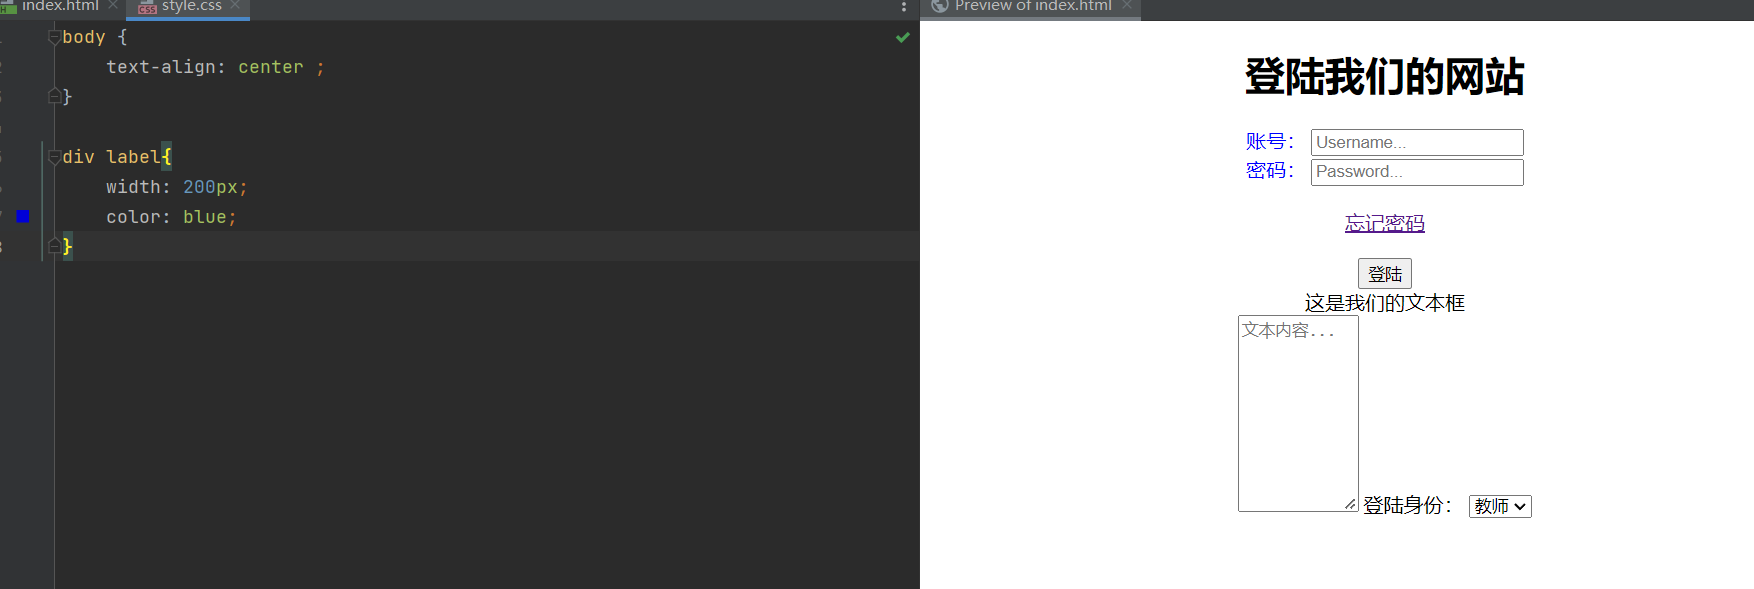 index.html
style.css
body {
text-align: center ;
}
div label{
width: 200px;
color: blue;
}
Preview of index.html
登陆我们的网站
账号： Username...
密码： Password...
忘记密码
登陆
这是我们的文本框
文本内容...
登陆身份： 教师